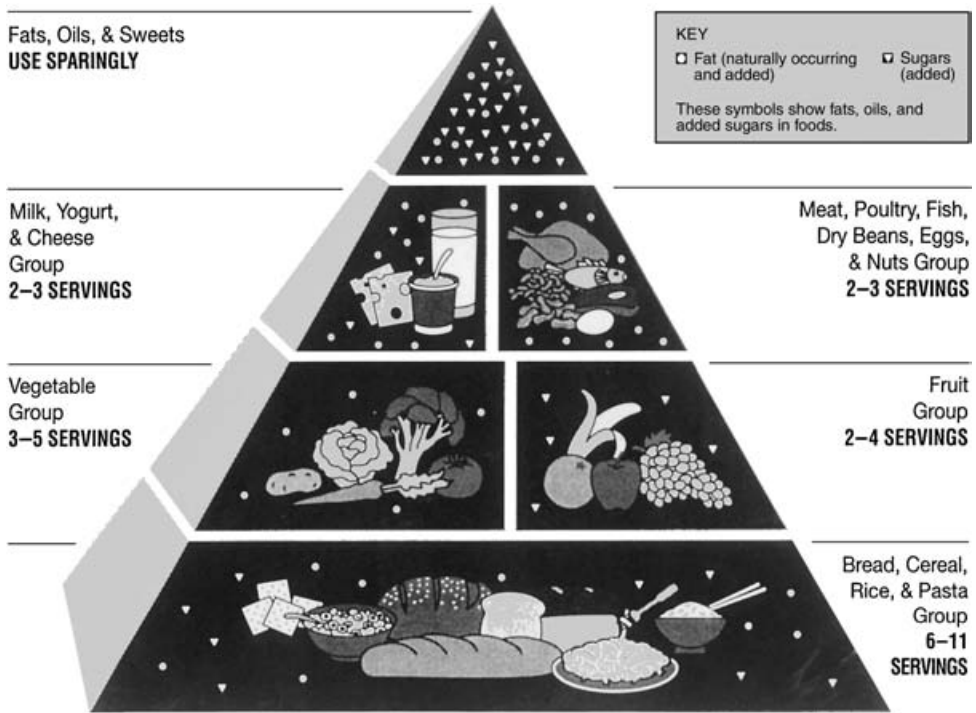 Fats, Oils, & Sweets
USE SPARINGLY
KEY
Fat (naturally occurring
and added)
Sugars
(added)
These symbols show fats, oils, and
added sugars in foods.
Milk, Yogurt,
& Cheese
Group
2–3 SERVINGS
Meat, Poultry, Fish,
Dry Beans, Eggs,
& Nuts Group
2–3 SERVINGS
Vegetable
Group
3–5 SERVINGS
Fruit
Group
2–4 SERVINGS
Bread, Cereal,
Rice, & Pasta
Group
6–11
SERVINGS